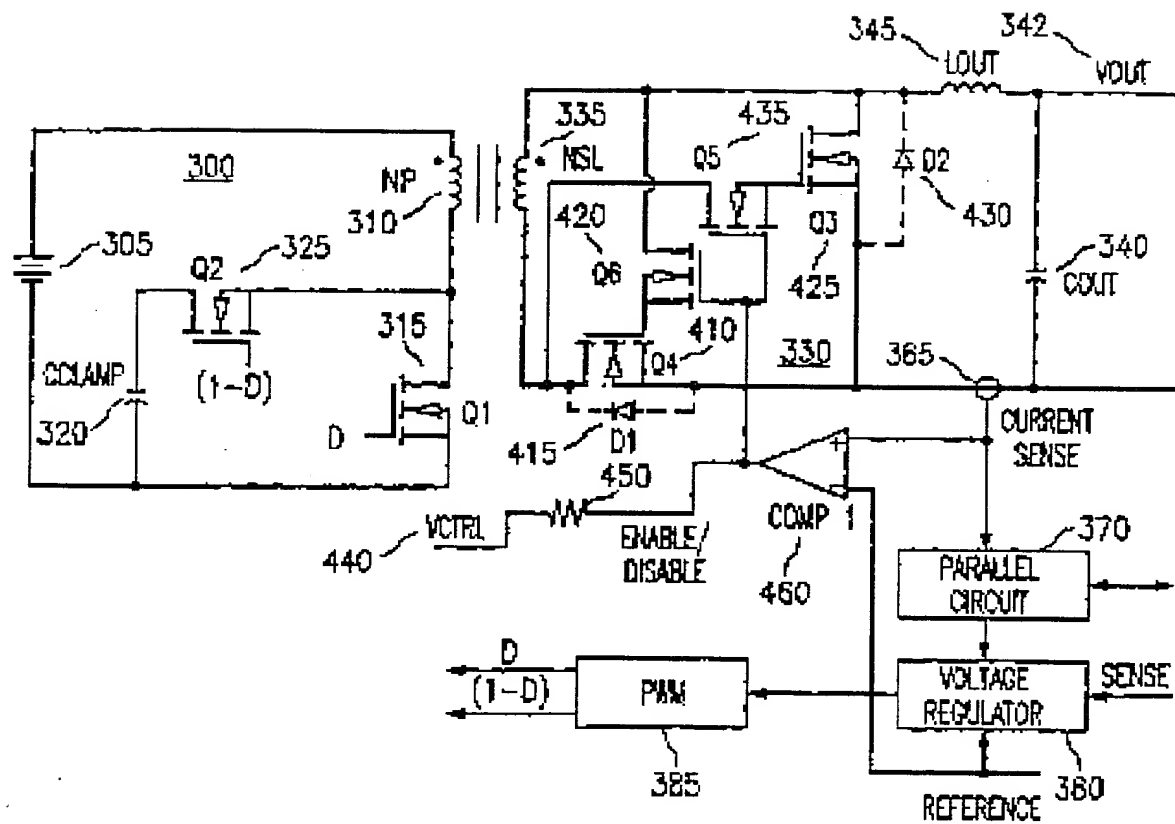 345
342
LOUT
VOUT
335
435
300
NP
NSL
Q5
D2
310
420
430
305
325
Q3
340
Q2
Q6
425
COUT
315
410
330
365
CCLAMP
(1-D)
Q4
320
Q1
CURRENT
SENSE
D
415
D1
450
VCTRL
COMP 1
370
440
ENABLE/
DISABLE
460
PARALLEL
CIRCUIT
D
(1-D)
PWM
VOLTAGE
REGULATOR
SENSE
385
380
REFERENCE